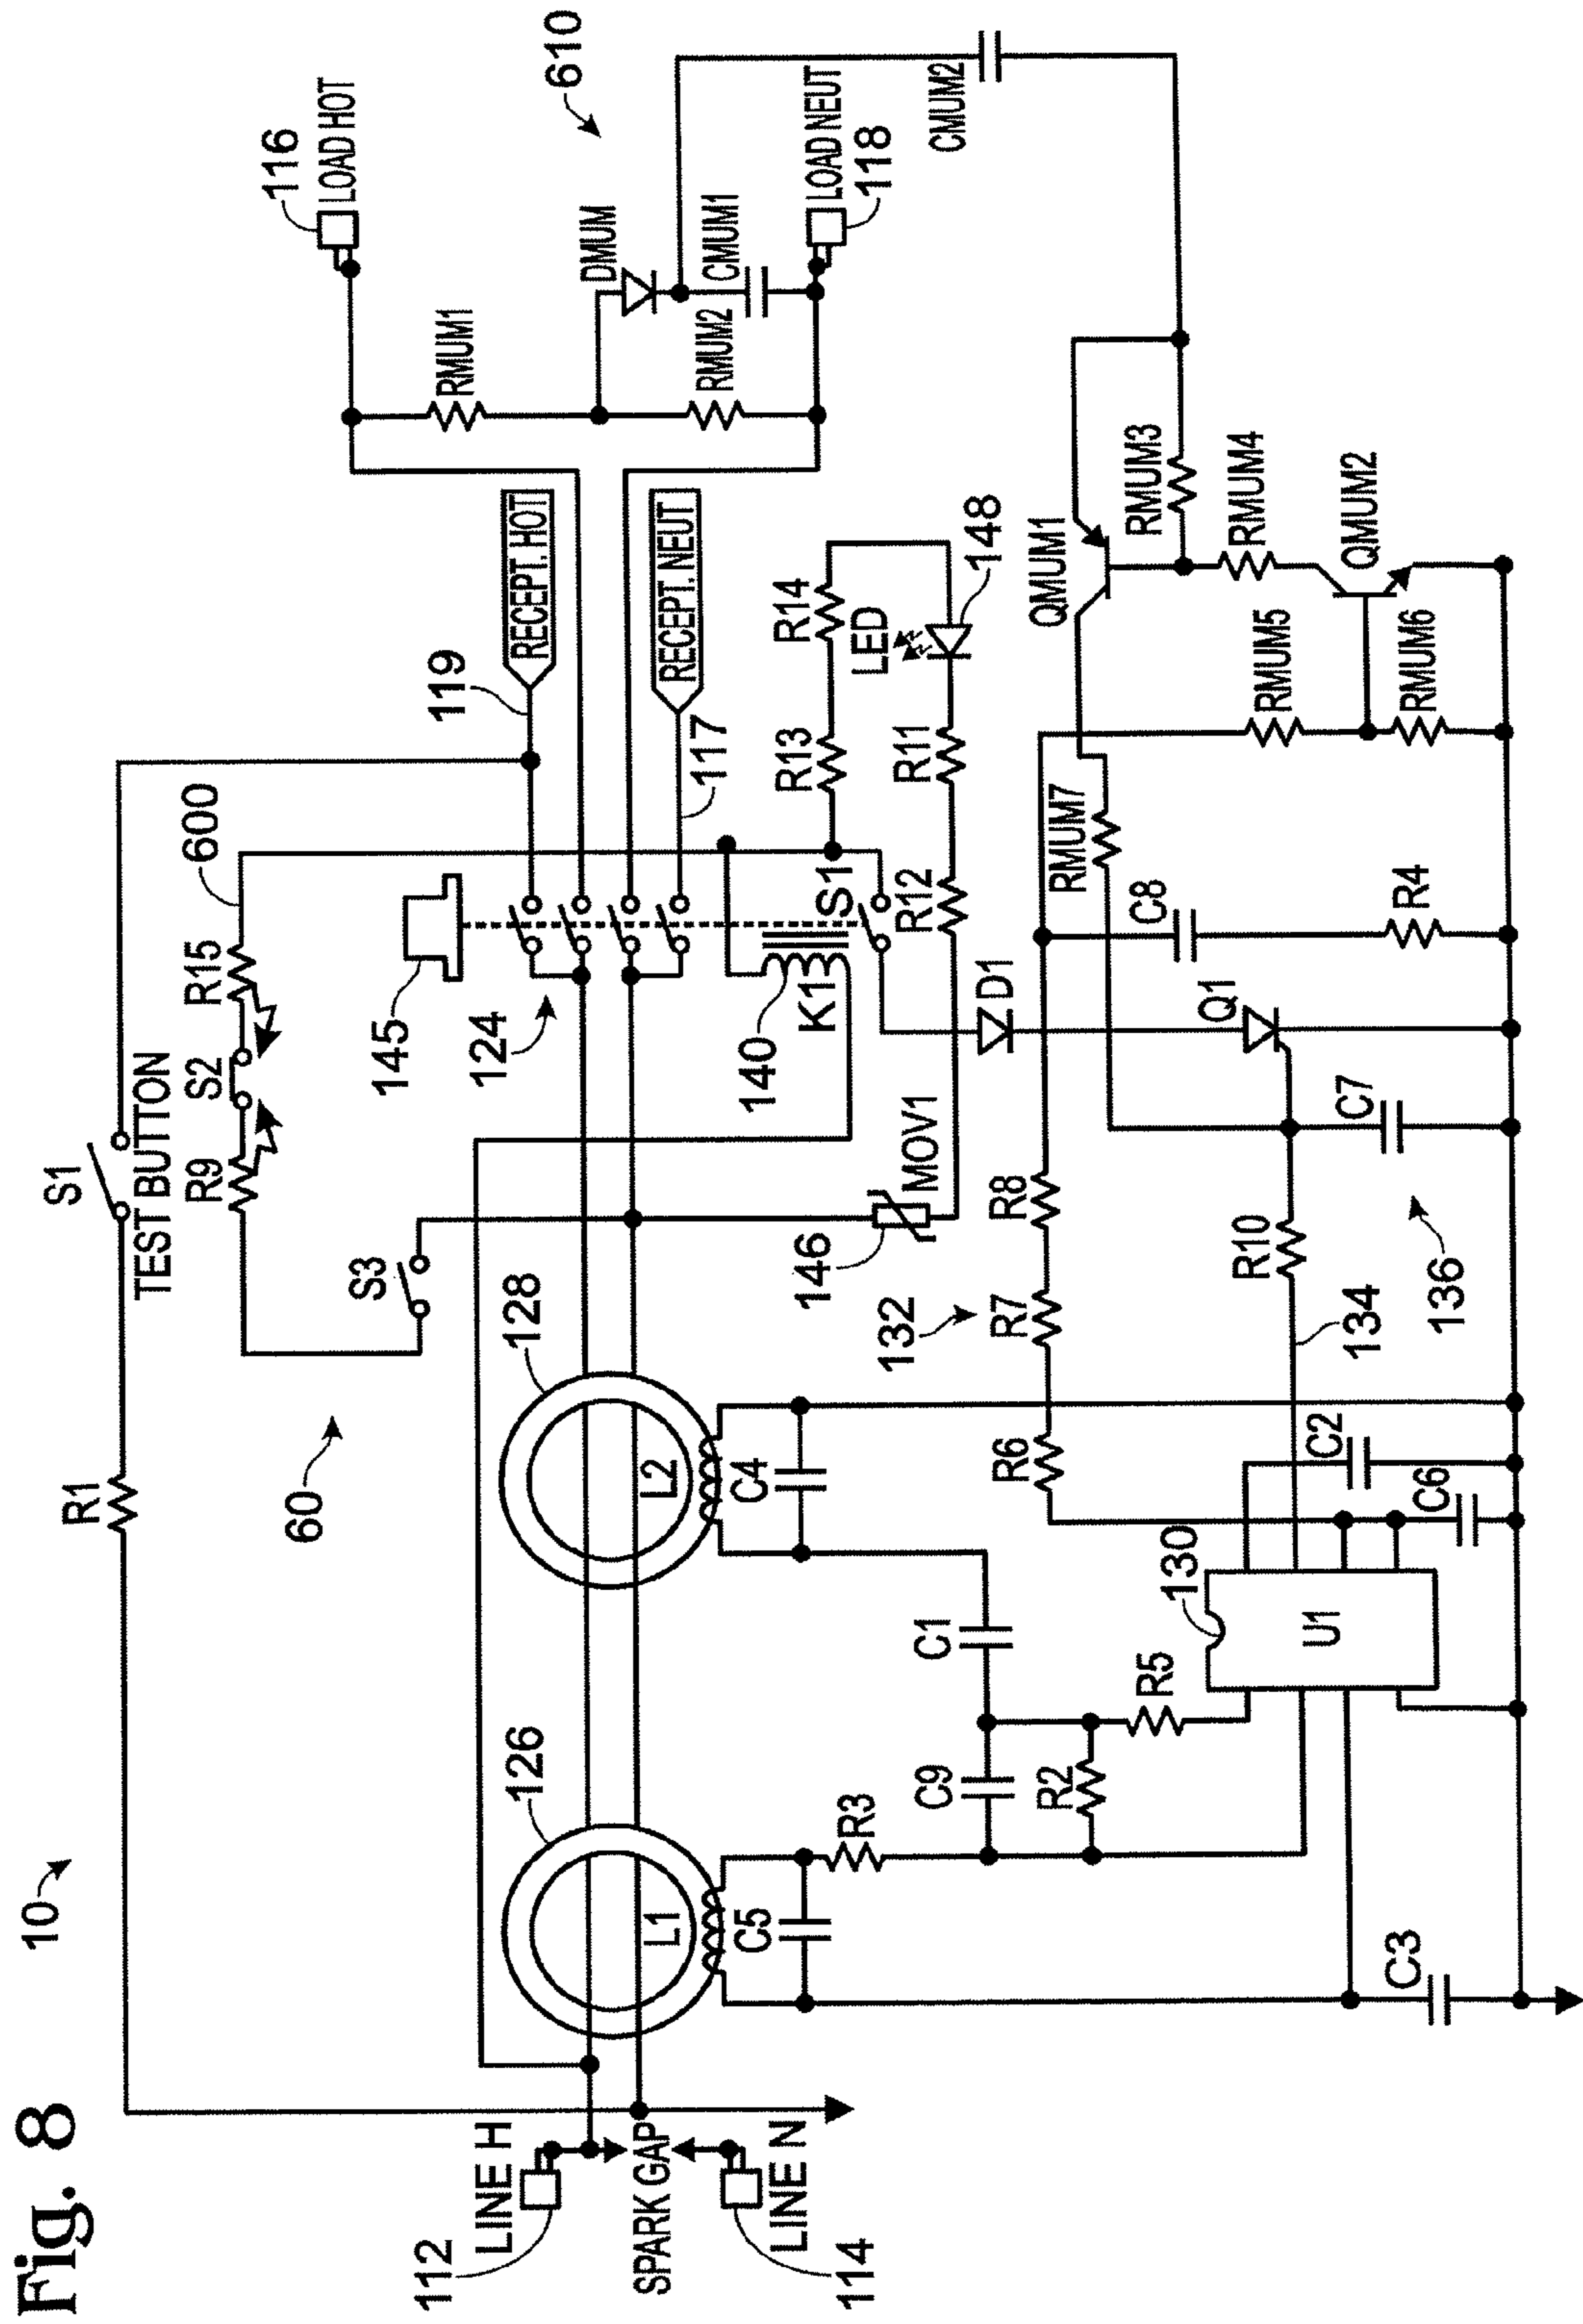 Fig. 8
10
R1
S1
TEST BUTTON
60
S3
R9
S2
R15
600
145
124
119
RECEPT. HOT
RECEPT. NEUT
117
116
LOAD HOT
610
RMUM1
RMUM2
DMUM
CMUM1
LOAD NEUT
118
CMUM2
112
LINE H
SPARK GAP
LINE N
114
126
L1
C5
128
L2
C4
R3
C9
R2
C1
R5
130
U1
C3
C2
C6
132
R6
R7
R8
146
MOV1
140
K1
S1
R13
R14
LED
148
R11
R12
D1
Q1
R10
134
136
C7
C8
R4
RMUM7
QMUM1
RMUM3
RMUM4
QMUM2
RMUM5
RMUM6